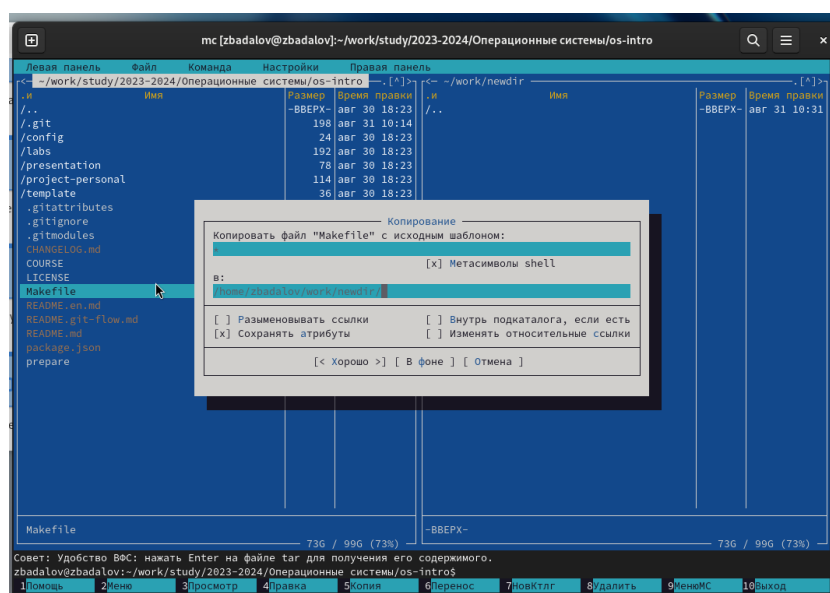 mc [zbadalov@zbadalov]:~/work/study/2023-2024/Операционные системы/os-intro
Левая панель Файл Команда Настройки Правая панель
<- ~/work/study/2023-2024/Операционные системы/os-intro .[^]> <- ~/work/newdir .[^]>
.и Имя Размер Время правки .и Имя Размер Время правки
/.. -ВВЕРХ- авг 30 18:23 /.. -ВВЕРХ- авг 31 10:31
/.git 198 авг 31 10:14
/config 24 авг 30 18:23
/labs 192 авг 30 18:23
/presentation 78 авг 30 18:23
/project-personal 114 авг 30 18:23
/template 36 авг 30 18:23
.gitattributes
.gitignore
.gitmodules
CHANGELOG.md
COURSE
LICENSE
Makefile
README.en.md
README.git-flow.md
README.md
package.json
prepare
Копирование
Копировать файл "Makefile" с исходным шаблоном:
*
[x] Метасимволы shell
в:
/home/zbadalov/work/newdir/
[ ] Разыменовывать ссылки [ ] Внутрь подкаталога, если есть
[x] Сохранять атрибуты [ ] Изменять относительные ссылки
[< Хорошо >] [ В фоне ] [ Отмена ]
Makefile -ВВЕРХ-
73G / 99G (73%) 73G / 99G (73%)
Совет: Удобство ВФС: нажать Enter на файле tar для получения его содержимого.
zbadalov@zbadalov:~/work/study/2023-2024/Операционные системы/os-intro$
1Помощь 2Меню 3Просмотр 4Правка 5Копия 6Перенос 7НовКтлг 8Удалить 9МенюМС 10Выход